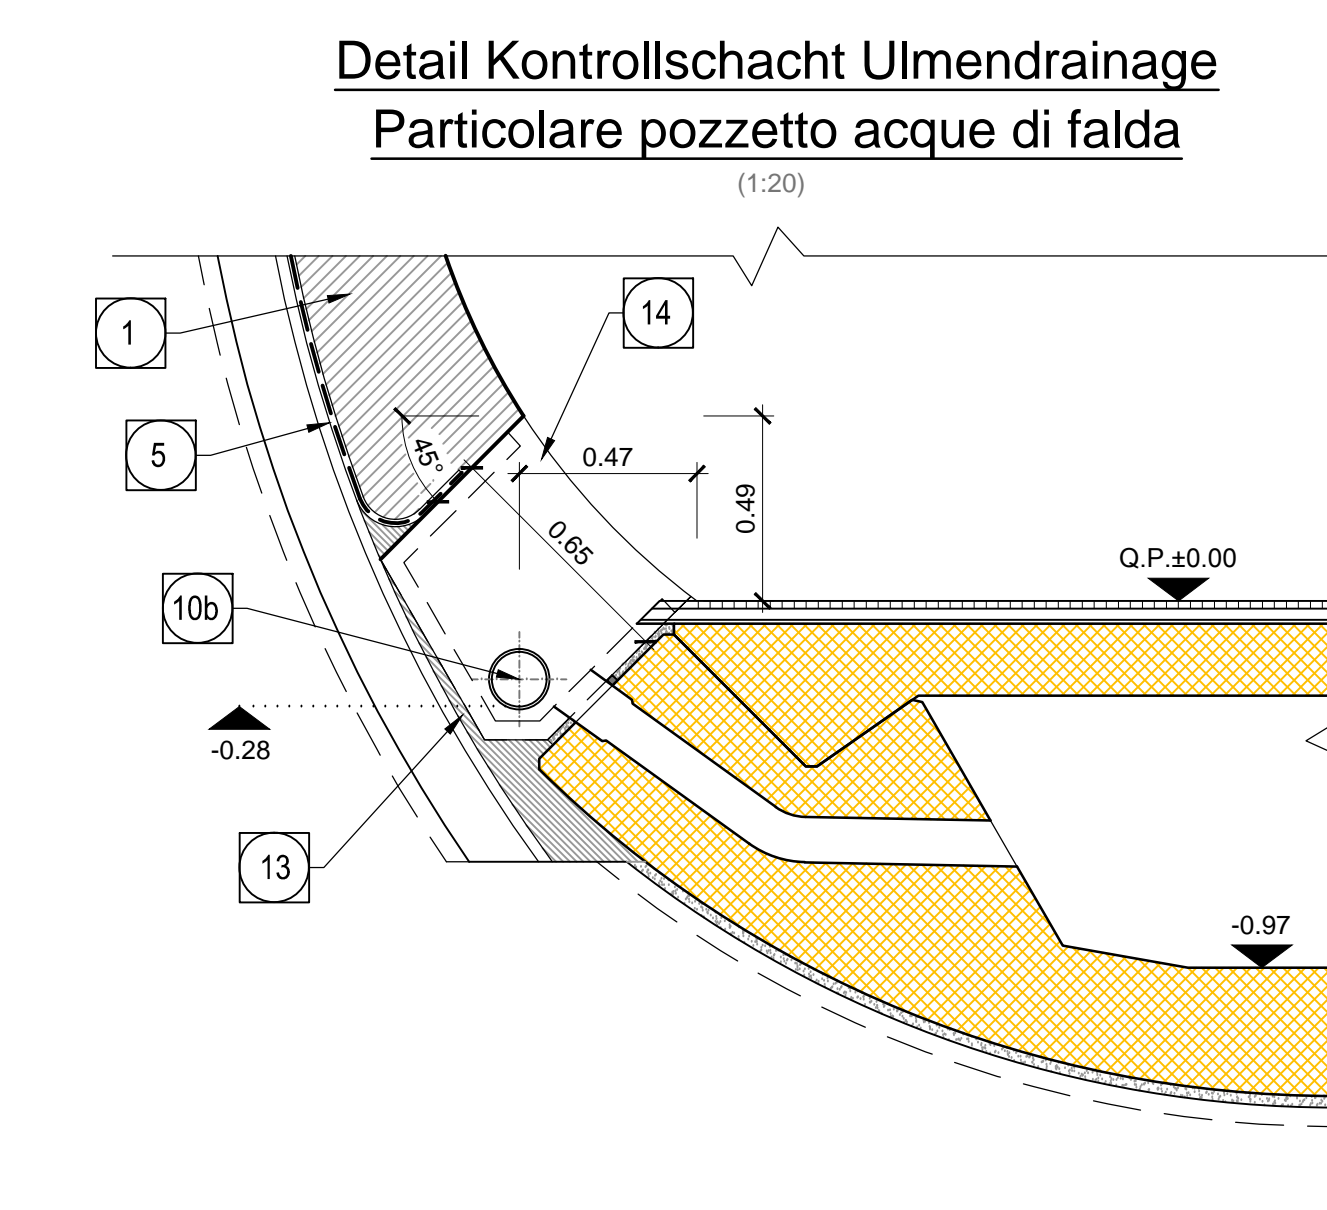 Detail Kontrollschacht Ulmendrainage
Particolare pozzetto acque di falda
(1:20)
1
14
5
45°
0.47
0.49
0.65
Q.P.±0.00
10b
-0.28
13
-0.97